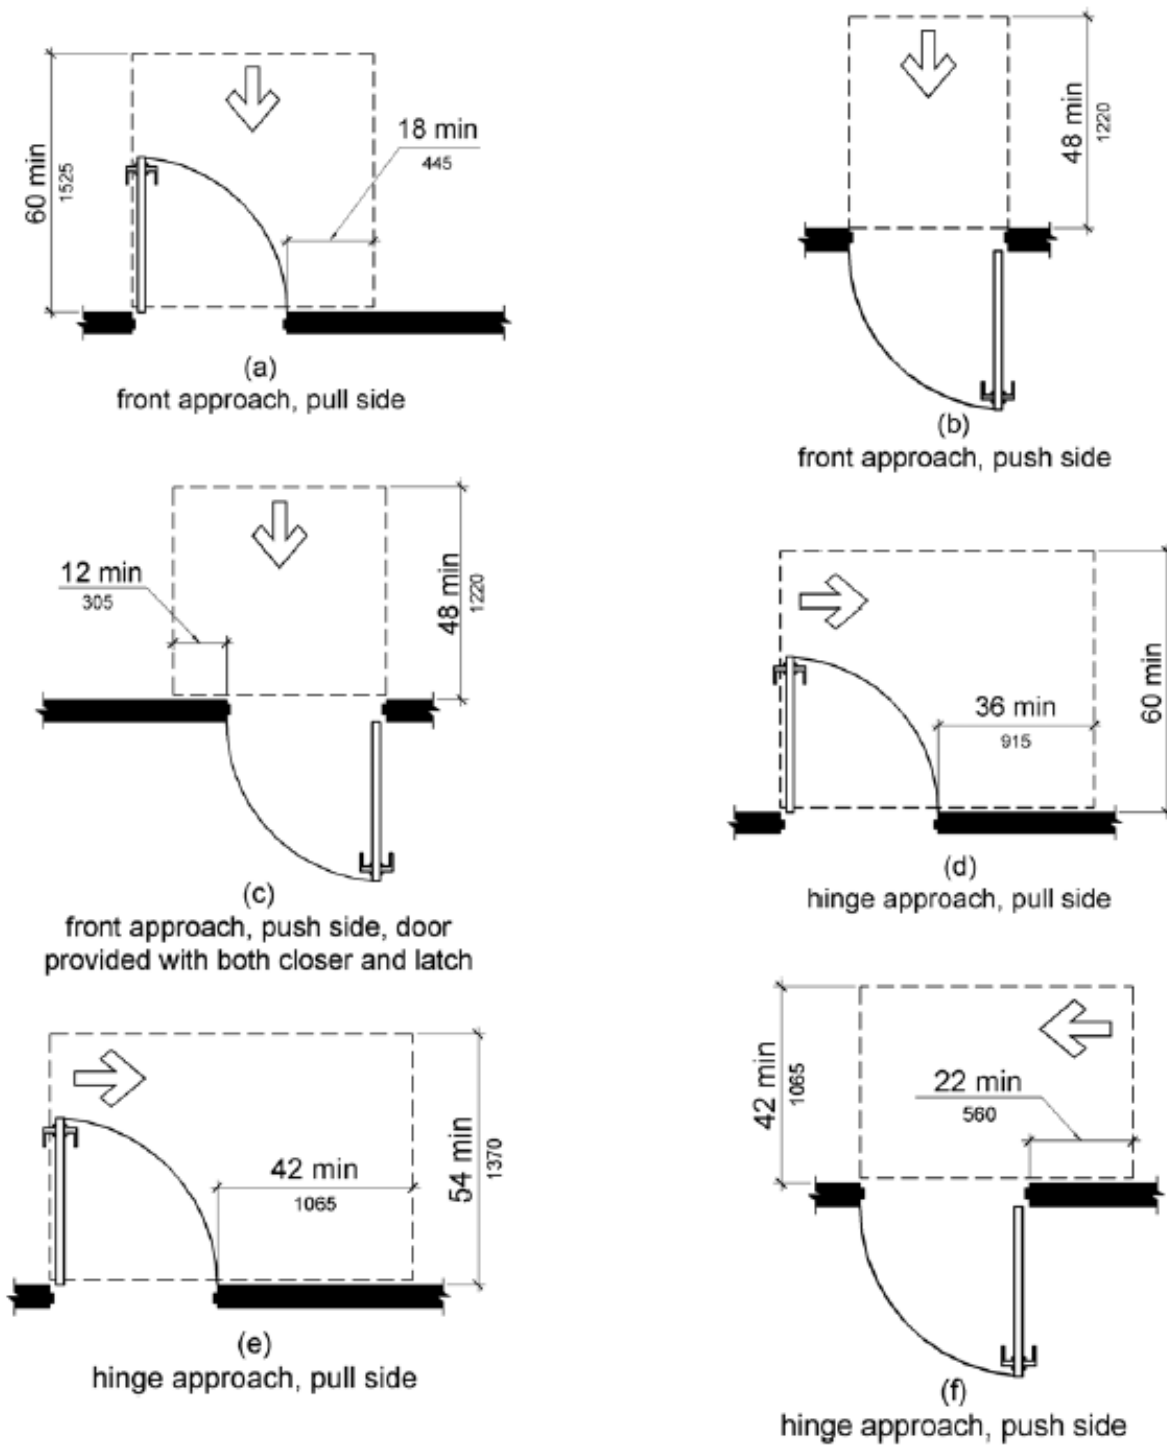 60 min
1525
18 min
445
(a)
front approach, pull side
48 min
1220
(b)
front approach, push side
12 min
305
48 min
1220
(c)
front approach, push side, door
provided with both closer and latch
36 min
915
60 min
(d)
hinge approach, pull side
42 min
1065
54 min
1370
(e)
hinge approach, pull side
42 min
1065
22 min
560
(f)
hinge approach, push side